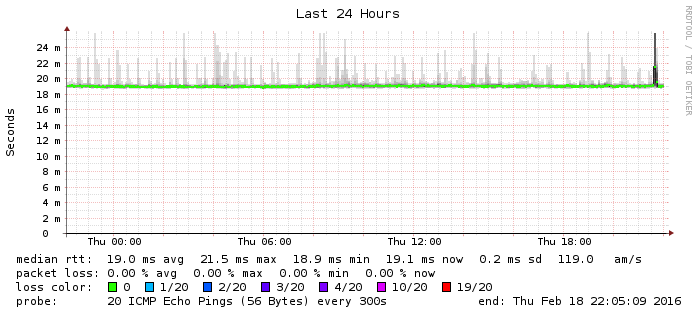 Last 24 Hours
RRDTOOL / TOBI OETIKER
Seconds
24 m
22 m
20 m
18 m
16 m
14 m
12 m
10 m
8 m
6 m
4 m
2 m
0
Thu 00:00 Thu 06:00 Thu 12:00 Thu 18:00
median rtt: 19.0 ms avg 21.5 ms max 18.9 ms min 19.1 ms now 0.2 ms sd 119.0 am/s
packet loss: 0.00 % avg 0.00 % max 0.00 % min 0.00 % now
loss color: 0 1/20 2/20 3/20 4/20 10/20 19/20
probe: 20 ICMP Echo Pings (56 Bytes) every 300s end: Thu Feb 18 22:05:09 2016